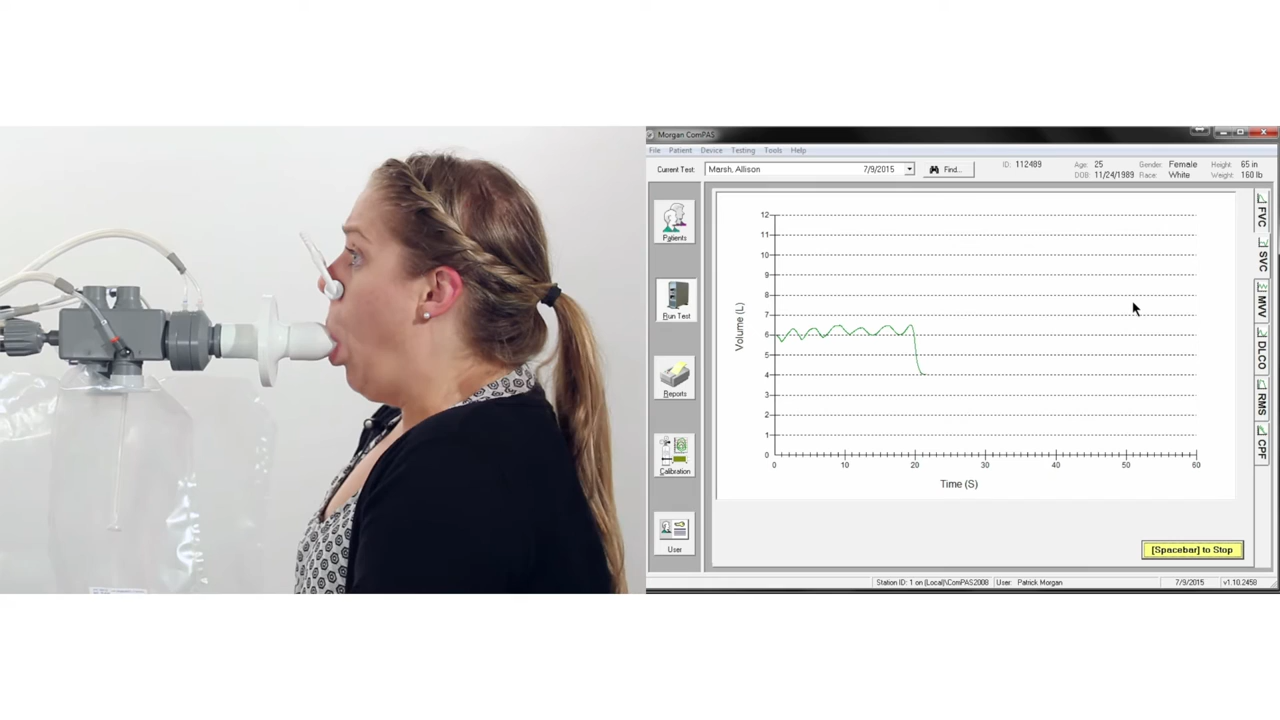 Morgan ComPAS
File Patient Device Testing Tools Help
Current Test: Marsh, Allison 7/9/2015 Find... ID: 112489 Age: 25 Gender: Female Height: 65 in
DOB: 11/24/1989 Race: White Weight: 160 lb
Patients
Run Test
Reports
Calibration
User
12
11
10
9
8
7
6
5
4
3
2
1
0
Volume (L)
0 10 20 30 40 50 60
Time (S)
FVC
SVC
MVV
DLCO
RMS
CPF
[Spacebar] to Stop
Station ID: 1 on (Local)\ComPAS2008 User: Patrick Morgan 7/9/2015 v1.10.2458